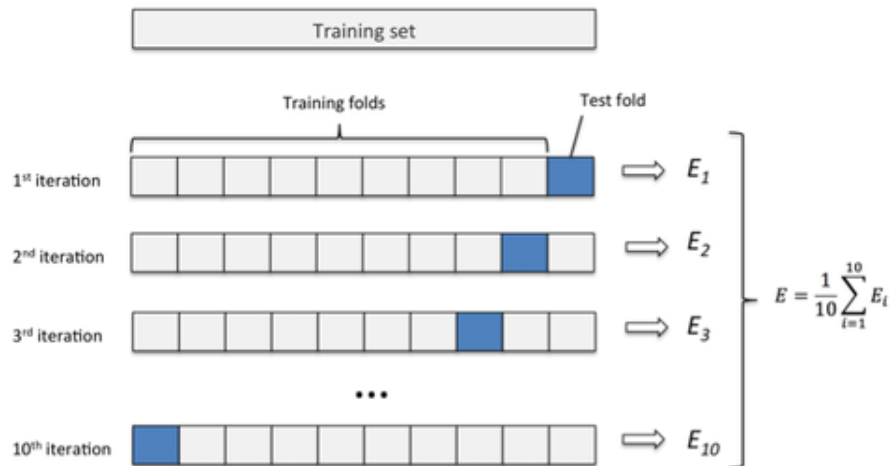 Training set
Training folds
Test fold
1st iteration
E1
2nd iteration
E2
E = 1/10 ∑ i=1 10 Ei
3rd iteration
E3
...
10th iteration
E10